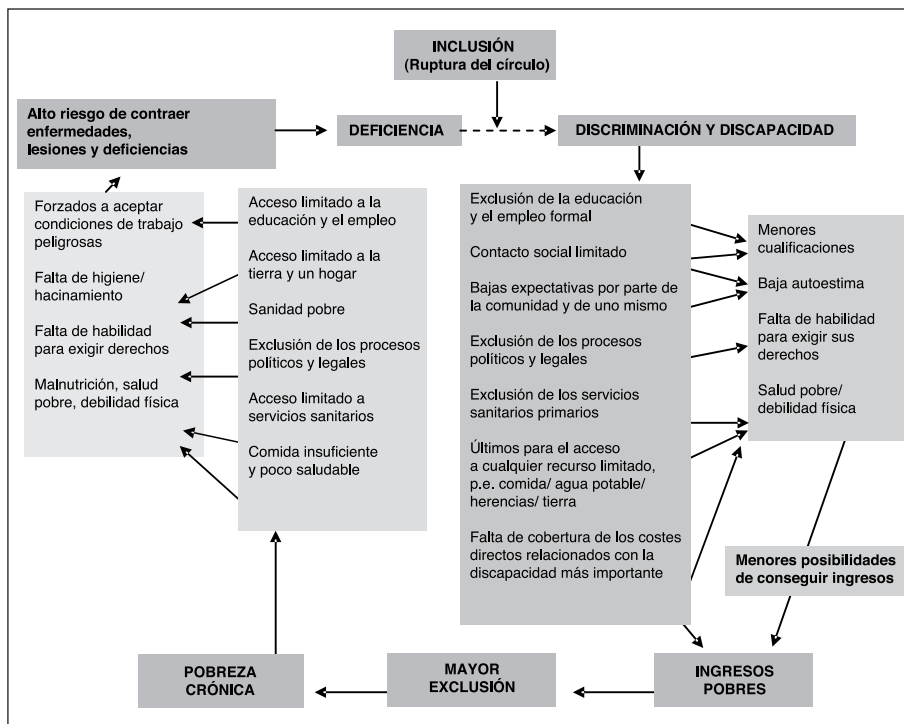 INCLUSIÓN
(Ruptura del círculo)
Alto riesgo de contraer
enfermedades,
lesiones y deficiencias
DEFICIENCIA
DISCRIMINACIÓN Y DISCAPACIDAD
Forzados a aceptar
condiciones de trabajo
peligrosas
Falta de higiene/
hacinamiento
Falta de habilidad
para exigir derechos
Malnutrición, salud
pobre, debilidad física
Acceso limitado a la
educación y el empleo
Acceso limitado a la
tierra y un hogar
Sanidad pobre
Exclusión de los procesos
políticos y legales
Acceso limitado a
servicios sanitarios
Comida insuficiente
y poco saludable
Exclusión de la educación
y el empleo formal
Contacto social limitado
Bajas expectativas por parte de
la comunidad y de uno mismo
Exclusión de los procesos
políticos y legales
Exclusión de los servicios
sanitarios primarios
Últimos para el acceso
a cualquier recurso limitado,
p.e. comida/ agua potable/
herencias/ tierra
Falta de cobertura de los costes
directos relacionados con la
discapacidad más importante
Menores
cualificaciones
Baja autoestima
Falta de habilidad
para exigir sus
derechos
Salud pobre/
debilidad física
Menores posibilidades
de conseguir ingresos
POBREZA
CRÓNICA
MAYOR
EXCLUSIÓN
INGRESOS
POBRES